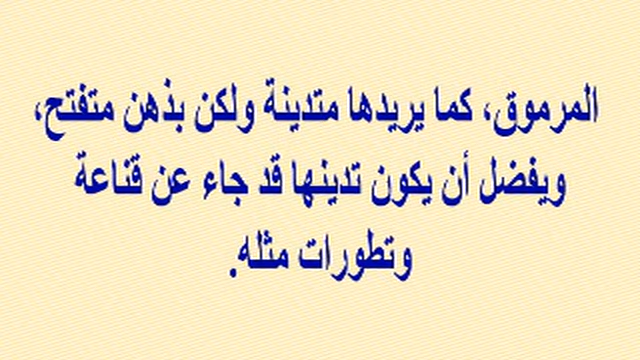 المرموق، كما يريدها متدينة ولكن بذهن متفتح،
ويفضل أن يكون تدينها قد جاء عن قناعة
وتطورات مثله.